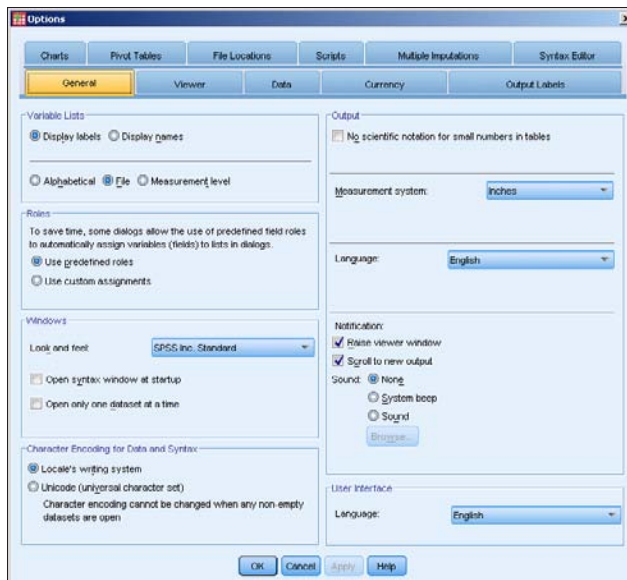 Options
Charts
Pivot Tables
File Locations
Scripts
Multiple Imputations
Syntax Editor
General
Viewer
Data
Currency
Output Labels
Variable Lists
Display labels
Display names
Alphabetical
File
Measurement level
Roles
To save time, some dialogs allow the use of predefined field roles
to automatically assign variables (fields) to lists in dialogs.
Use predefined roles
Use custom assignments
Windows
Look and feel:
SPSS Inc. Standard
Open syntax window at startup
Open only one dataset at a time
Character Encoding for Data and Syntax
Locale's writing system
Unicode (universal character set)
Character encoding cannot be changed when any non-empty
datasets are open
Output
No scientific notation for small numbers in tables
Measurement system:
Inches
Language:
English
Notification:
Raise viewer window
Scroll to new output
Sound:
None
System beep
Sound
Browse...
User Interface
Language:
English
OK
Cancel
Apply
Help